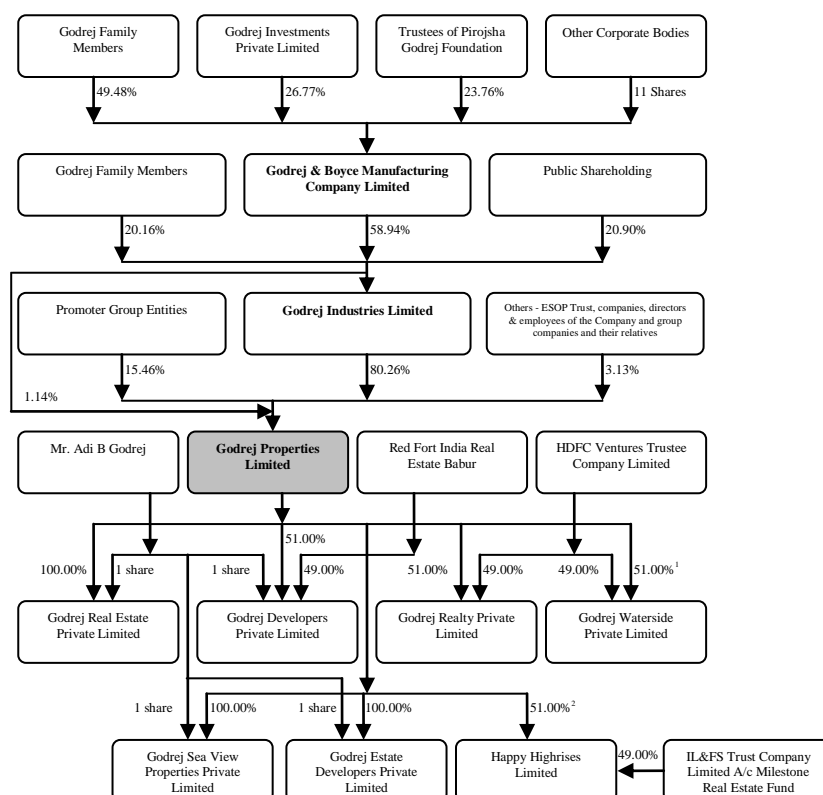 Godrej Family
Members
Godrej Investments
Private Limited
Trustees of Pirojsha
Godrej Foundation
Other Corporate Bodies
49.48%
26.77%
23.76%
11 Shares
Godrej Family Members
Godrej & Boyce Manufacturing
Company Limited
Public Shareholding
20.16%
58.94%
20.90%
Promoter Group Entities
Godrej Industries Limited
Others - ESOP Trust, companies, directors
& employees of the Company and group
companies and their relatives
15.46%
80.26%
3.13%
1.14%
Mr. Adi B Godrej
Godrej Properties
Limited
Red Fort India Real
Estate Babur
HDFC Ventures Trustee
Company Limited
51.00%
100.00%
1 share
1 share
49.00%
51.00%
49.00%
49.00%
51.00%1
Godrej Real Estate
Private Limited
Godrej Developers
Private Limited
Godrej Realty Private
Limited
Godrej Waterside
Private Limited
1 share
100.00%
1 share
100.00%
51.00%2
Godrej Sea View
Properties Private
Limited
Godrej Estate
Developers Private
Limited
Happy Highrises
Limited
49.00%
IL&FS Trust Company
Limited A/c Milestone
Real Estate Fund